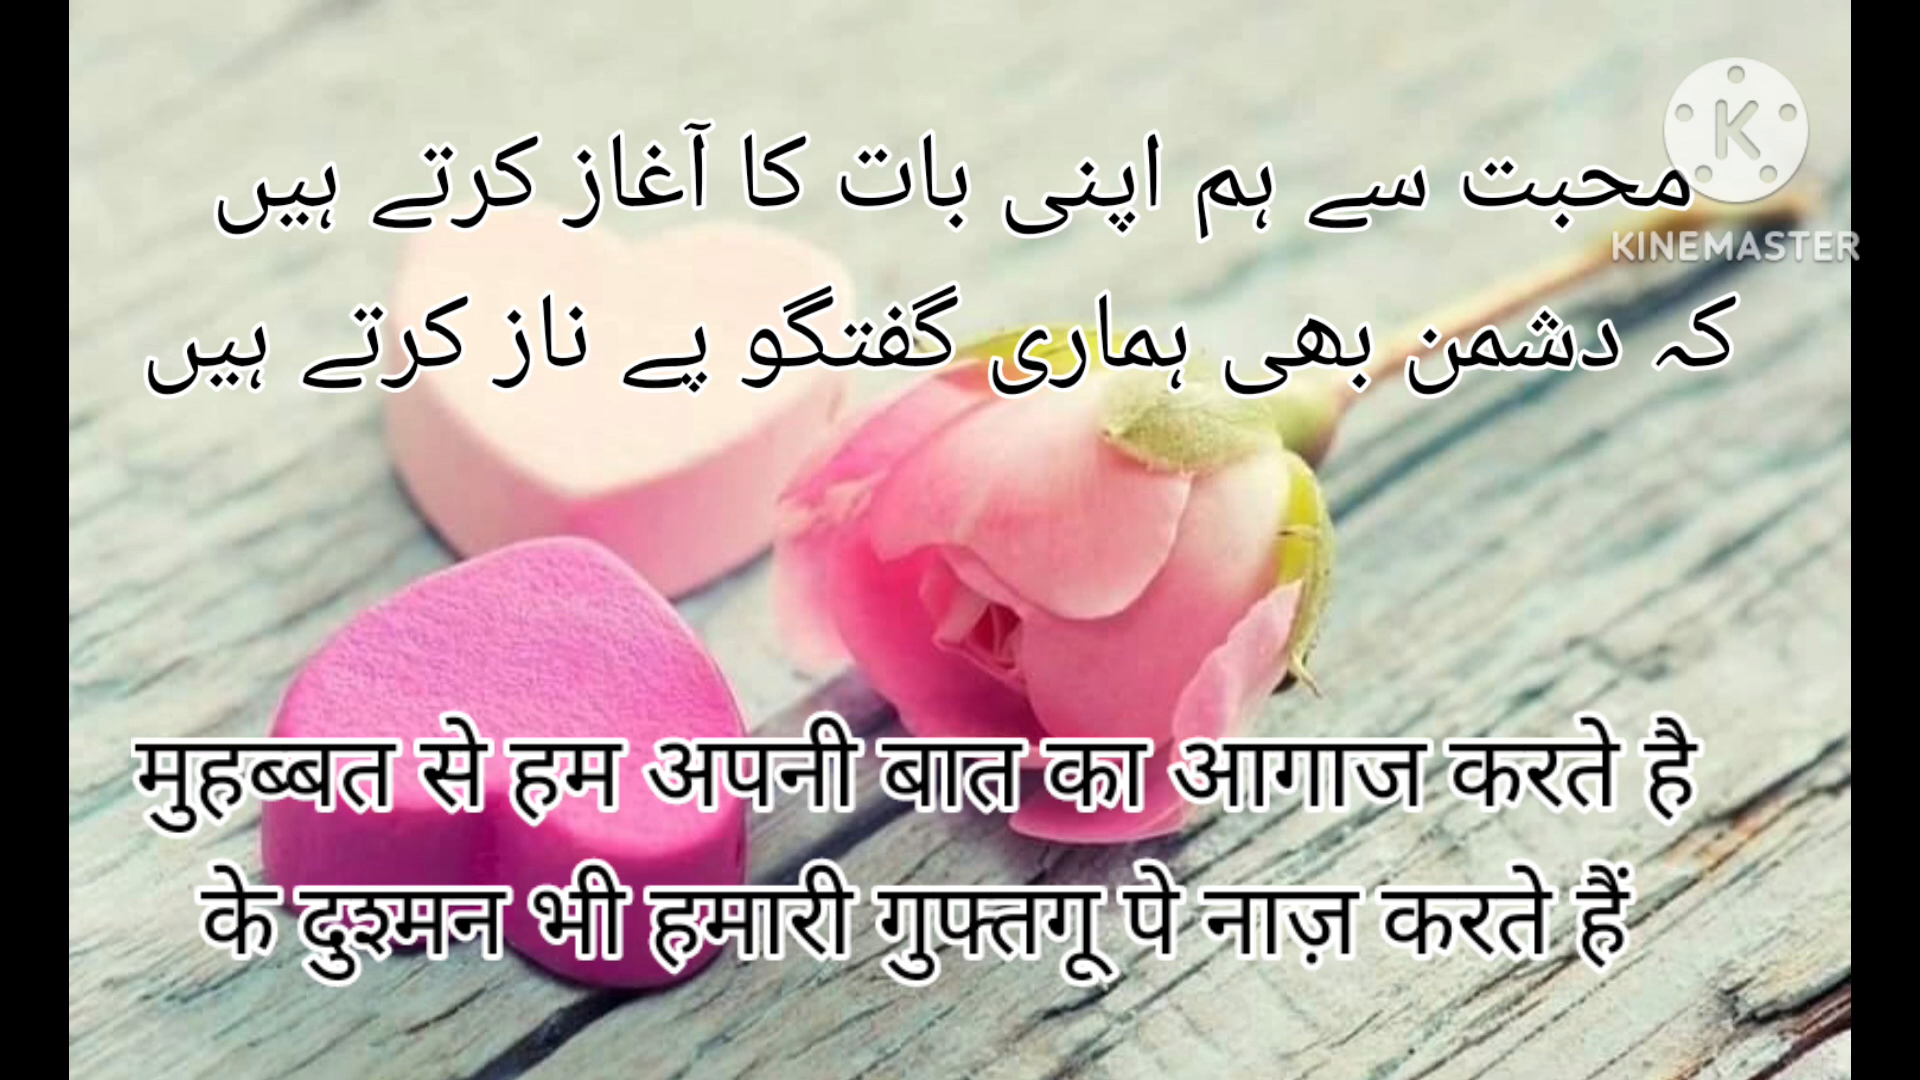 محبت سے ہم اپنی بات کا آغاز کرتے ہیں
کہ دشمن بھی ہماری گفتگو پے ناز کرتے ہیں
K
KINEMASTER
मुहब्बत से हम अपनी बात का आगाज करते है
के दुश्मन भी हमारी गुफ्तगू पे नाज़ करते हैं